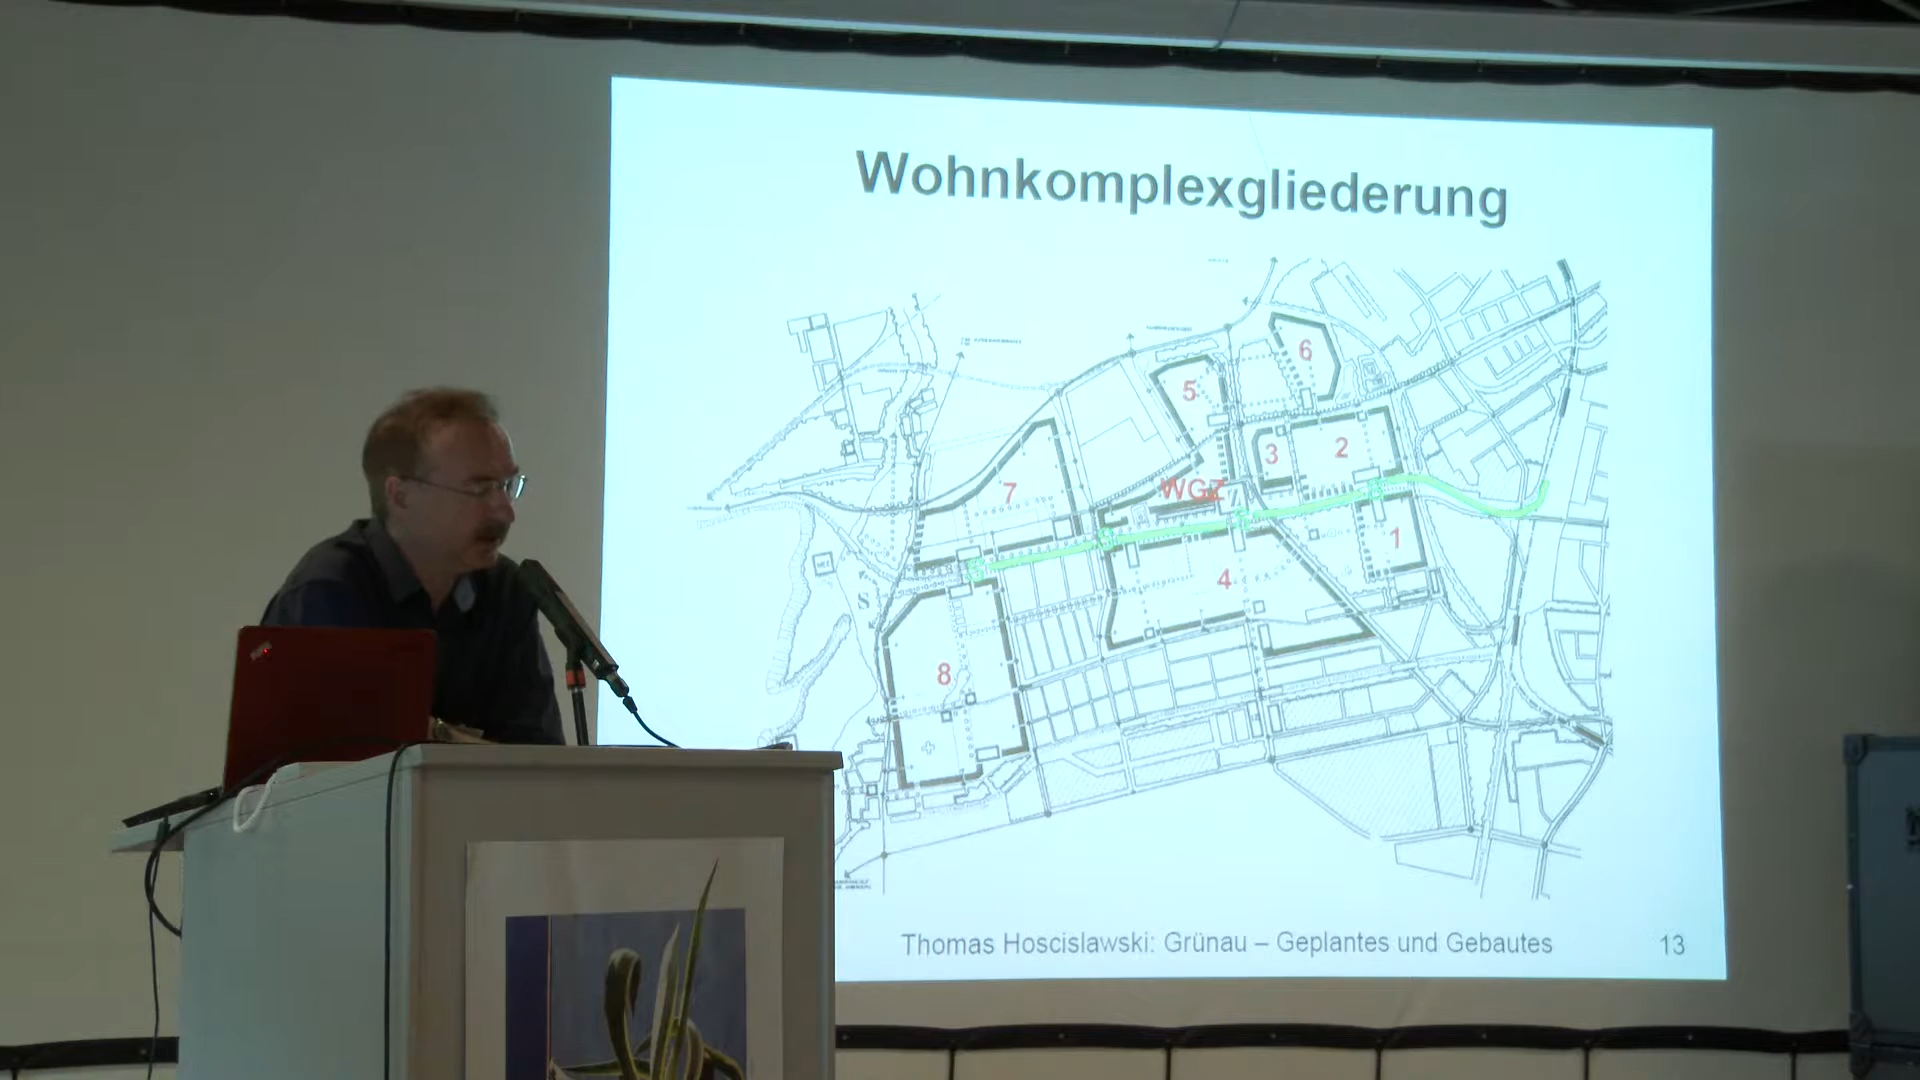 Wohnkomplexgliederung
6
5
2
3
7
WGZ
1
4
S
8
Thomas Hoscislawski: Grünau – Geplantes und Gebautes
13